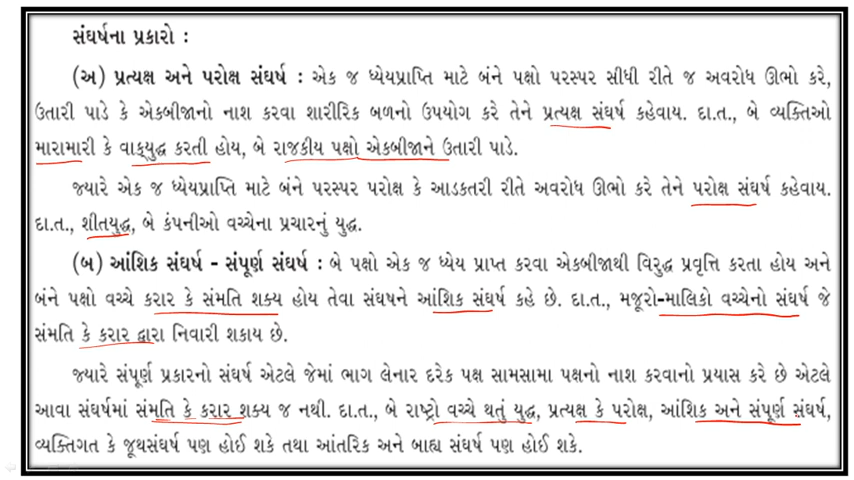 સંઘર્ષના પ્રકારો :
(અ) પ્રત્યક્ષ અને પરોક્ષ સંઘર્ષ : એક જ ધ્યેયપ્રાપ્તિ માટે બંને પક્ષો પરસ્પર સીધી રીતે જ અવરોધ ઊભો કરે,
ઉતારી પાડે કે એકબીજાનો નાશ કરવા શારીરિક બળનો ઉપયોગ કરે તેને પ્રત્યક્ષ સંઘર્ષ કહેવાય. દા.ત., બે વ્યક્તિઓ
મારામારી કે વાક્યુદ્ધ કરતી હોય, બે રાજકીય પક્ષો એકબીજાને ઉતારી પાડે.
જ્યારે એક જ ધ્યેયપ્રાપ્તિ માટે બંને પરસ્પર પરોક્ષ કે આડકતરી રીતે અવરોધ ઊભો કરે તેને પરોક્ષ સંઘર્ષ કહેવાય.
દા.ત., શીતયુદ્ધ, બે કંપનીઓ વચ્ચેના પ્રચારનું યુદ્ધ.
(બ) આંશિક સંઘર્ષ - સંપૂર્ણ સંઘર્ષ : બે પક્ષો એક જ ધ્યેય પ્રાપ્ત કરવા એકબીજાથી વિરુદ્ધ પ્રવૃત્તિ કરતા હોય અને
બંને પક્ષો વચ્ચે કરાર કે સંમતિ શક્ય હોય તેવા સંઘષને આંશિક સંઘર્ષ કહે છે. દા.ત., મજૂરો-માલિકો વચ્ચેનો સંઘર્ષ જે
સંમતિ કે કરાર દ્વારા નિવારી શકાય છે.
જ્યારે સંપૂર્ણ પ્રકારનો સંઘર્ષ એટલે જેમાં ભાગ લેનાર દરેક પક્ષ સામસામા પક્ષનો નાશ કરવાનો પ્રયાસ કરે છે એટલે
આવા સંઘર્ષમાં સંમતિ કે કરાર શક્ય જ નથી. દા.ત., બે રાષ્ટ્રો વચ્ચે થતું યુદ્ધ, પ્રત્યક્ષ કે પરોક્ષ, આંશિક અને સંપૂર્ણ સંઘર્ષ,
વ્યક્તિગત કે જૂથસંઘર્ષ પણ હોઈ શકે તથા આંતરિક અને બાહ્ય સંઘર્ષ પણ હોઈ શકે.